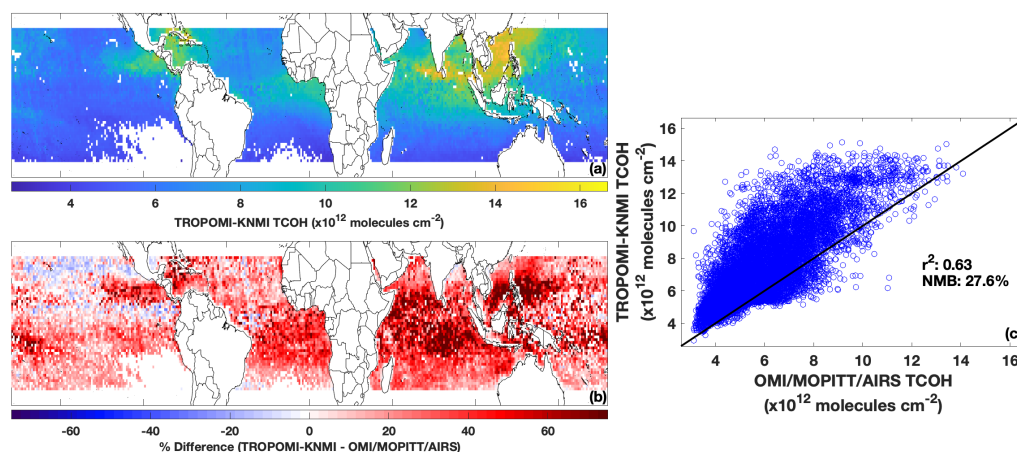 (a)
4 6 8 10 12 14 16
TROPOMI-KNMI TCOH (x10¹² molecules cm⁻²)
(b)
-60 -40 -20 0 20 40 60
% Difference (TROPOMI-KNMI - OMI/MOPITT/AIRS)
TROPOMI-KNMI TCOH
(x10¹² molecules cm⁻²)
16
14
12
10
8
6
4
r²: 0.63
NMB: 27.6%
(c
4 6 8 10 12 14 16
OMI/MOPITT/AIRS TCOH
(x10¹² molecules cm⁻²)